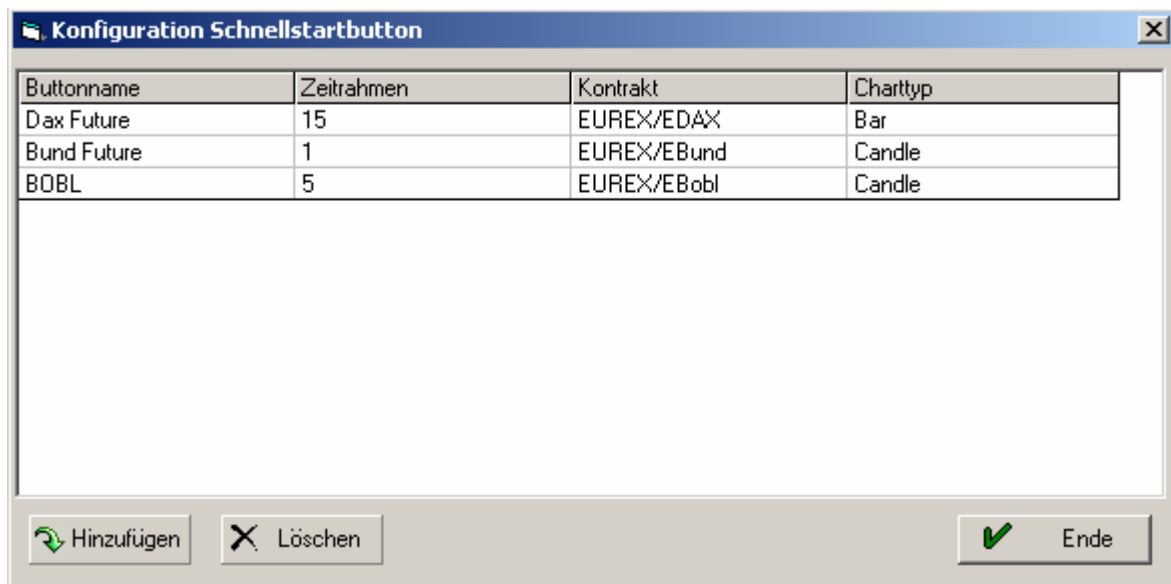 Konfiguration Schnellstartbutton
Buttonname Zeitrahmen Kontrakt Charttyp
Dax Future 15 EUREX/EDAX Bar
Bund Future 1 EUREX/EBund Candle
BOBL 5 EUREX/EBobl Candle
Hinzufügen Löschen Ende